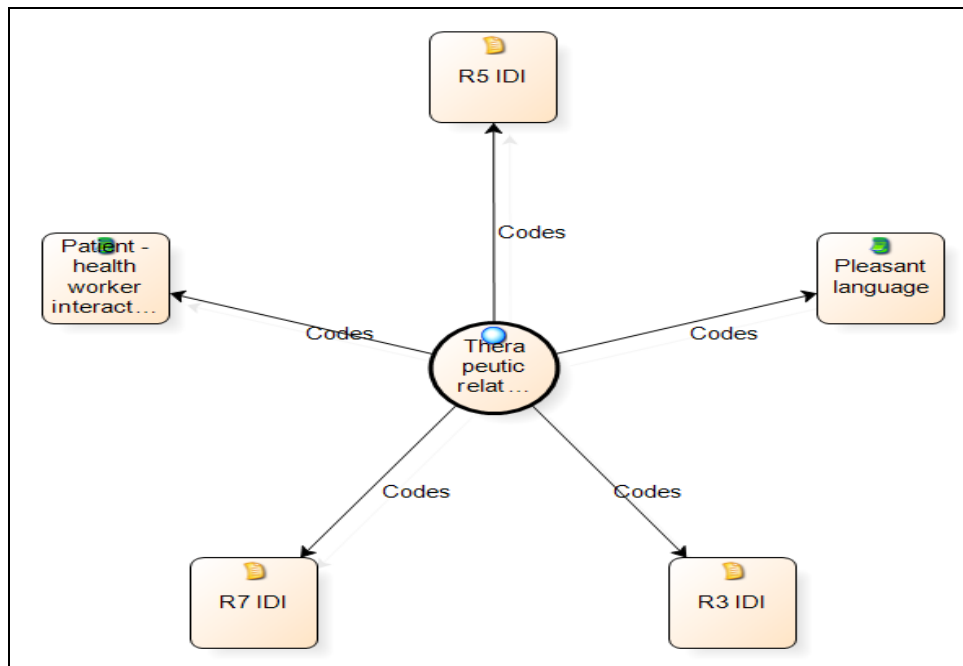 R5 IDI
Codes
Patient -
health
worker
interact...
Pleasant
language
Codes
Codes
Thera
peutic
relat...
Codes
Codes
R7 IDI
R3 IDI